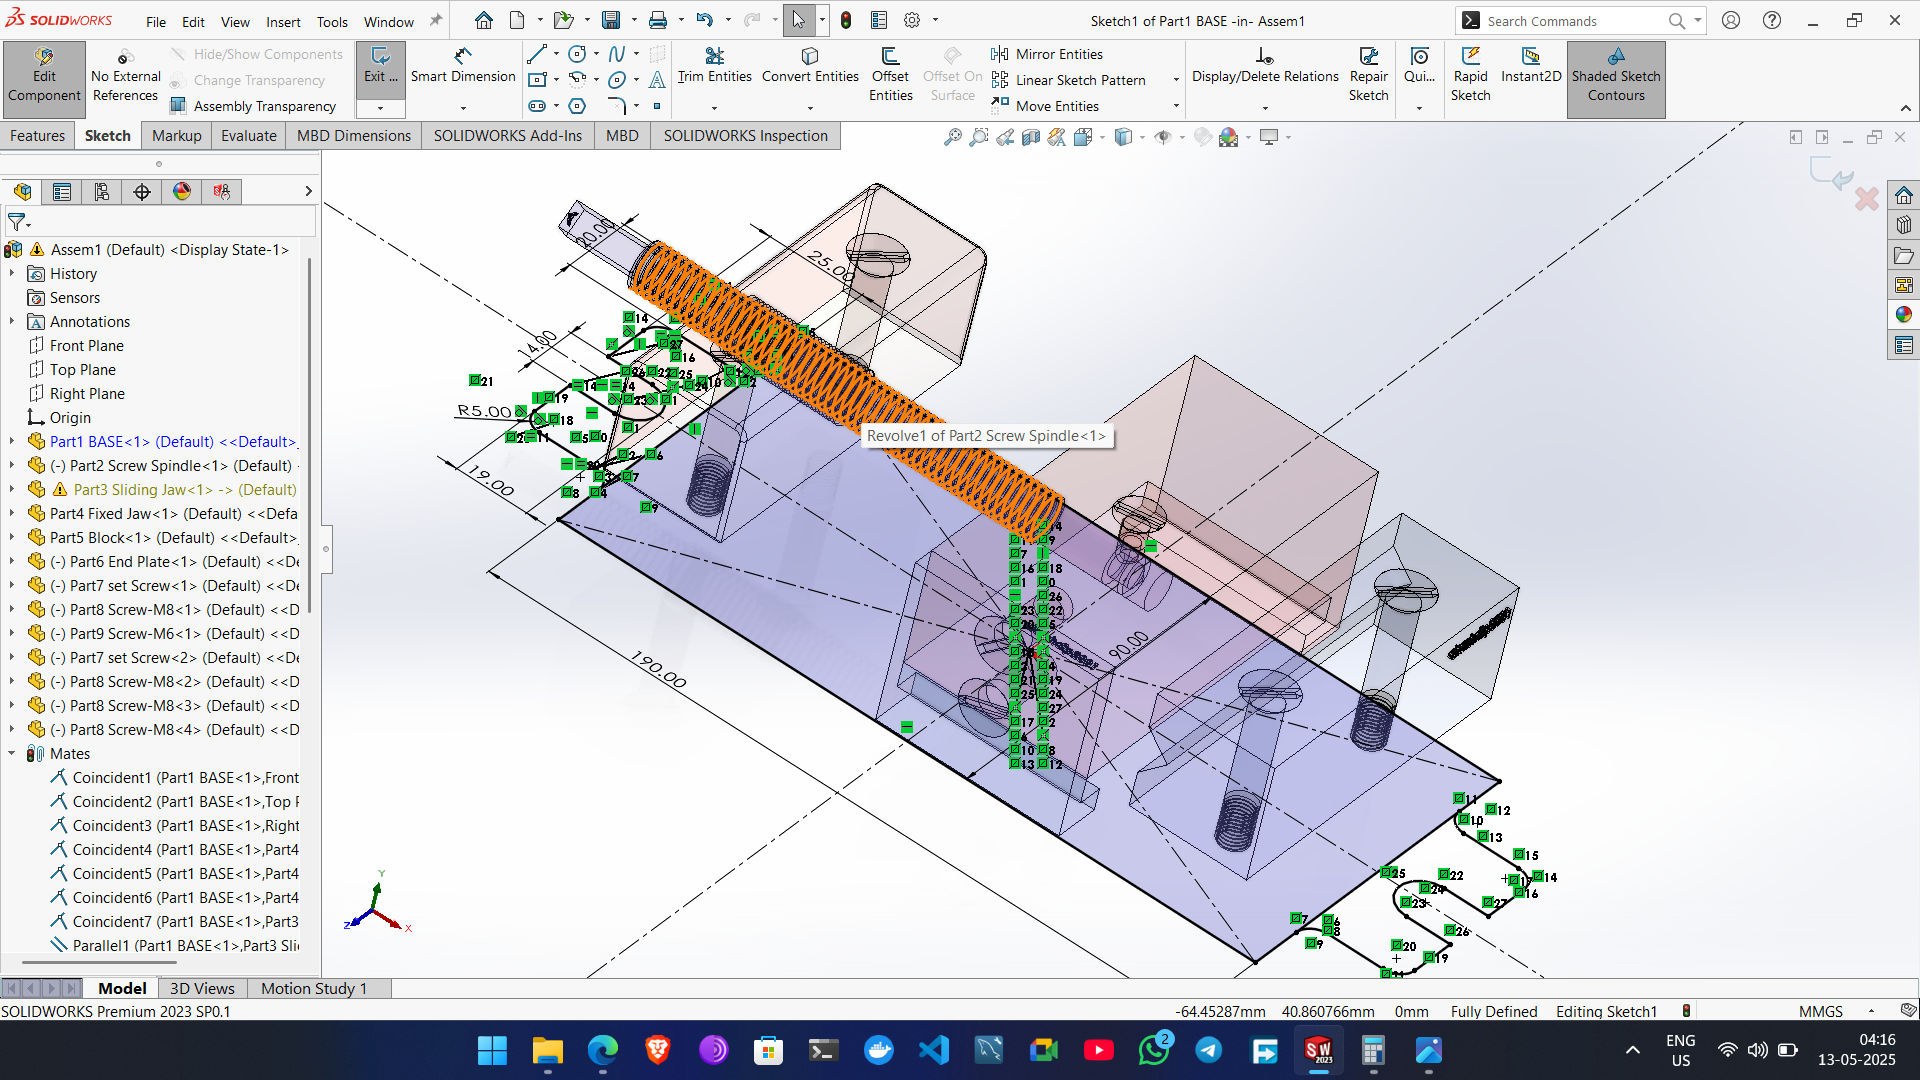 SOLIDWORKS
File Edit View Insert Tools Window
Sketch1 of Part1 BASE -in- Assem1
Search Commands
Edit Component
No External References
Hide/Show Components
Change Transparency
Assembly Transparency
Exit ...
Smart Dimension
Trim Entities
Convert Entities
Offset Entities
Offset On Surface
Mirror Entities
Linear Sketch Pattern
Move Entities
Display/Delete Relations
Repair Sketch
Qui...
Rapid Sketch
Instant2D
Shaded Sketch Contours
Features Sketch Markup Evaluate MBD Dimensions SOLIDWORKS Add-Ins MBD SOLIDWORKS Inspection
Assem1 (Default) <Display State-1>
History
Sensors
Annotations
Front Plane
Top Plane
Right Plane
Origin
Part1 BASE<1> (Default) <<Default>_
(-) Part2 Screw Spindle<1> (Default)
Part3 Sliding Jaw<1> -> (Default)
Part4 Fixed Jaw<1> (Default) <<Defa
Part5 Block<1> (Default) <<Default>_
(-) Part6 End Plate<1> (Default) <<De
(-) Part7 set Screw<1> (Default) <<De
(-) Part8 Screw-M8<1> (Default) <<D
(-) Part9 Screw-M6<1> (Default) <<D
(-) Part7 set Screw<2> (Default) <<De
(-) Part8 Screw-M8<2> (Default) <<D
(-) Part8 Screw-M8<3> (Default) <<D
(-) Part8 Screw-M8<4> (Default) <<D
Mates
Coincident1 (Part1 BASE<1>,Front
Coincident2 (Part1 BASE<1>,Top P
Coincident3 (Part1 BASE<1>,Right
Coincident4 (Part1 BASE<1>,Part4
Coincident5 (Part1 BASE<1>,Part4
Coincident6 (Part1 BASE<1>,Part4
Coincident7 (Part1 BASE<1>,Part3
Parallel1 (Part1 BASE<1>,Part3 Sli
20.00
25.00
14.00
R5.00
19.00
190.00
90.00
Revolve1 of Part2 Screw Spindle<1>
Y
Z
X
Model 3D Views Motion Study 1
SOLIDWORKS Premium 2023 SP0.1
-64.45287mm 40.860766mm 0mm Fully Defined Editing Sketch1 MMGS
2
SW 2023
ENG
US
04:16
13-05-2025